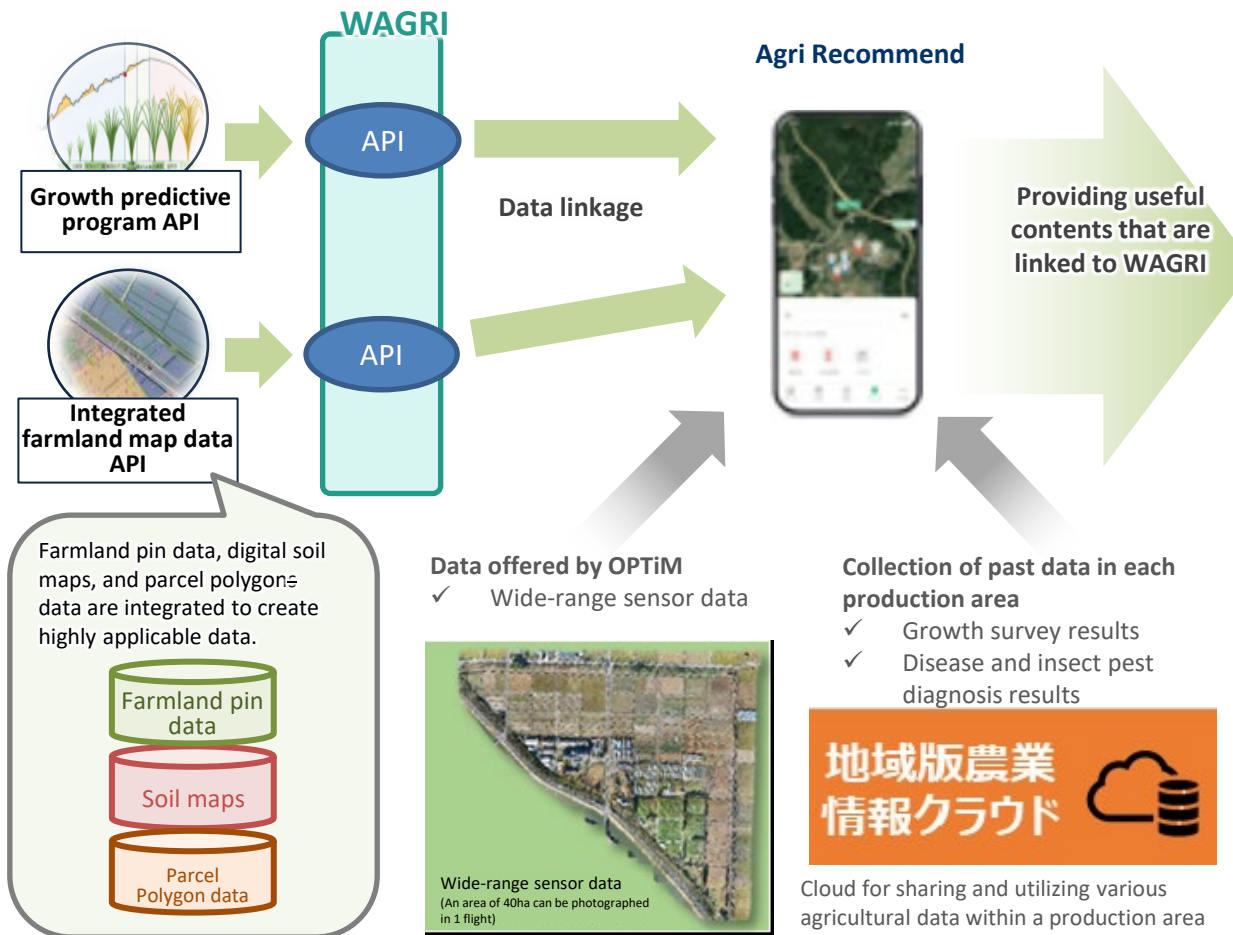 WAGRI
Agri Recommend
API
Growth predictive
program API
Data linkage
Providing useful
contents that are
linked to WAGRI
API
Integrated
farmland map data
API
Farmland pin data, digital soil
maps, and parcel polygons
data are integrated to create
highly applicable data.
Farmland pin
data
Soil maps
Parcel
Polygon data
Data offered by OPTiM
✓ Wide-range sensor data
Wide-range sensor data
(An area of 40ha can be photographed
in 1 flight)
Collection of past data in each
production area
✓ Growth survey results
✓ Disease and insect pest
diagnosis results
地域版農業
情報クラウド
Cloud for sharing and utilizing various
agricultural data within a production area